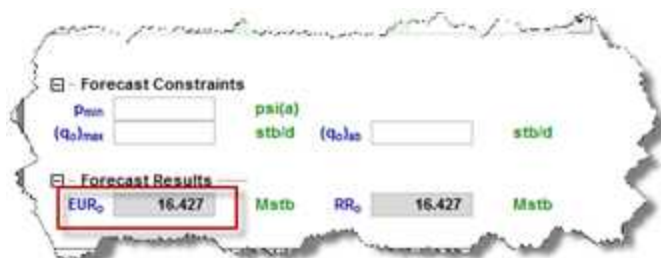 Forecast Constraints
pmin psi(a)
(qo)max stb/d (qo)ab stb/d
Forecast Results
EURo 16.427 Mstb RRo 16.427 Mstb